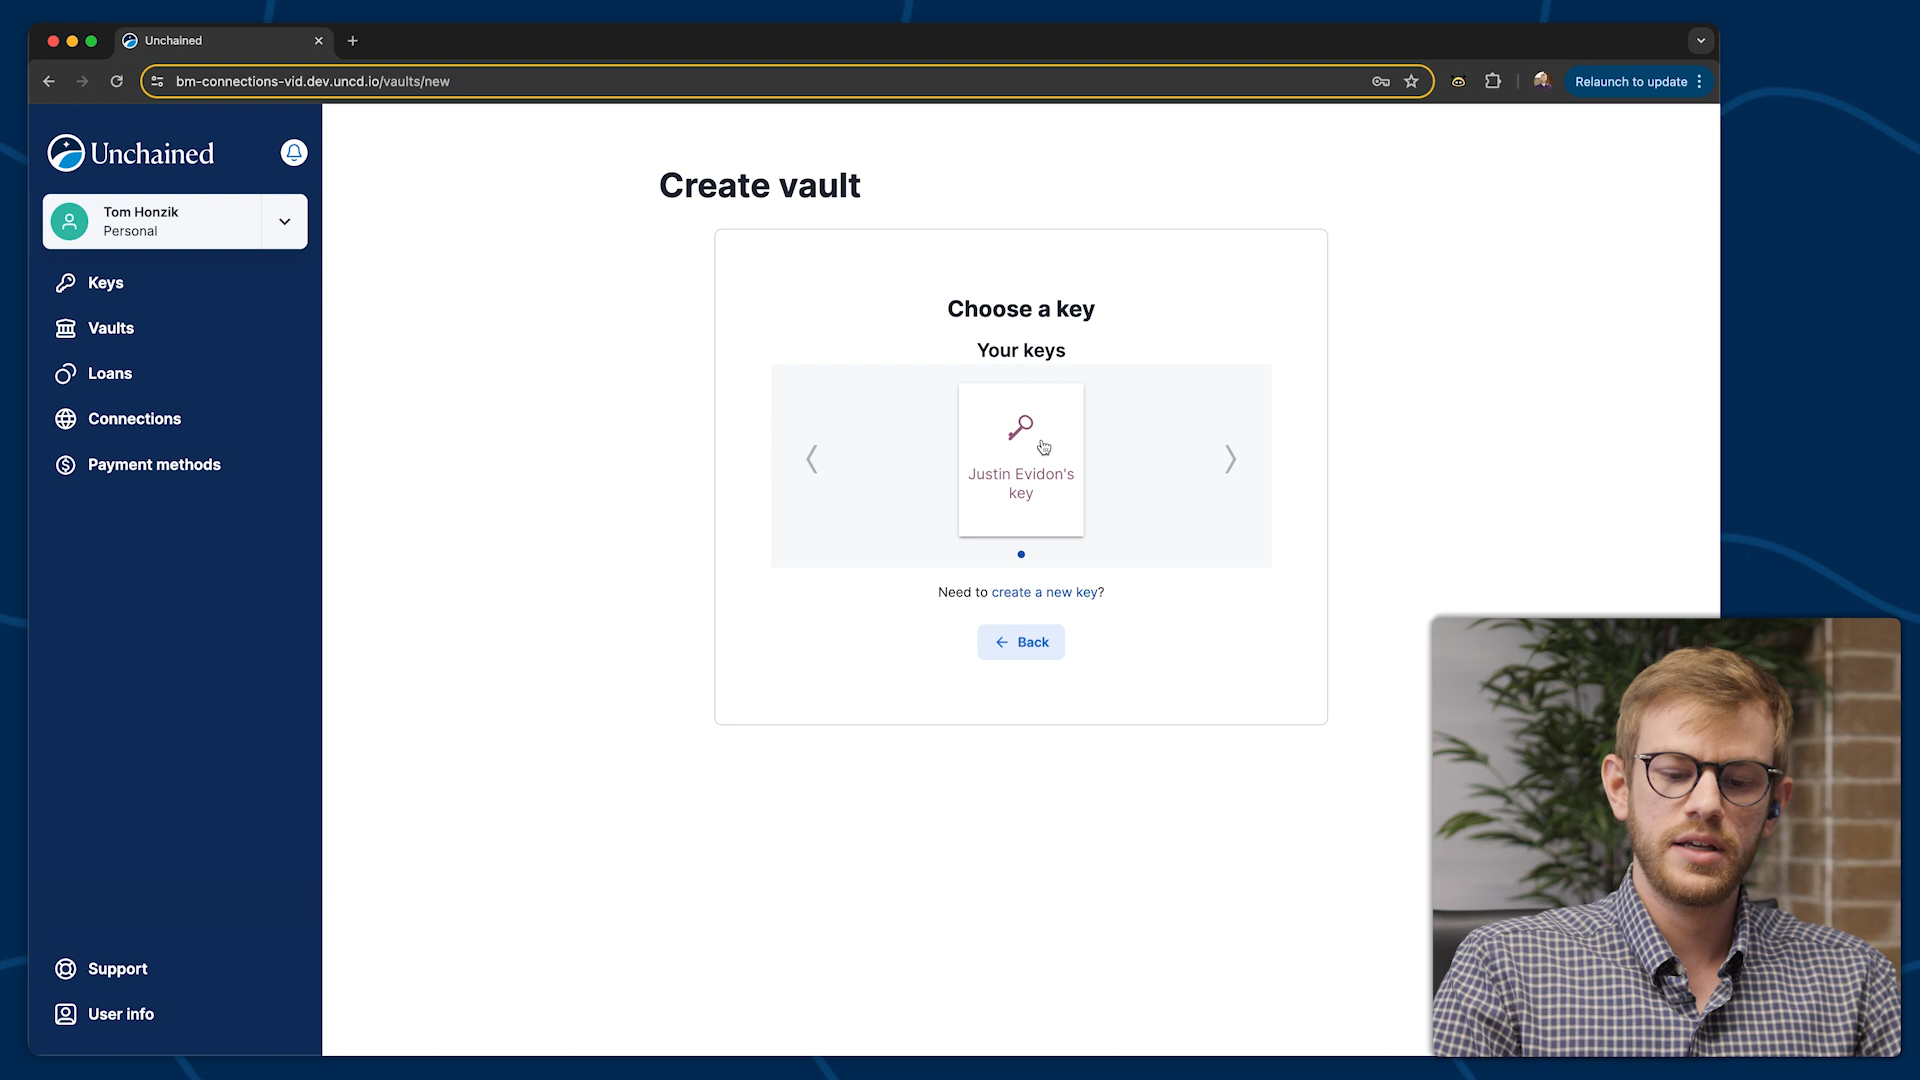 Unchained
bm-connections-vid.dev.uncd.io/vaults/new
Relaunch to update
Unchained
Tom Honzik
Personal
Keys
Vaults
Loans
Connections
Payment methods
Support
User info
Create vault
Choose a key
Your keys
Justin Evidon's
key
Need to create a new key?
Back